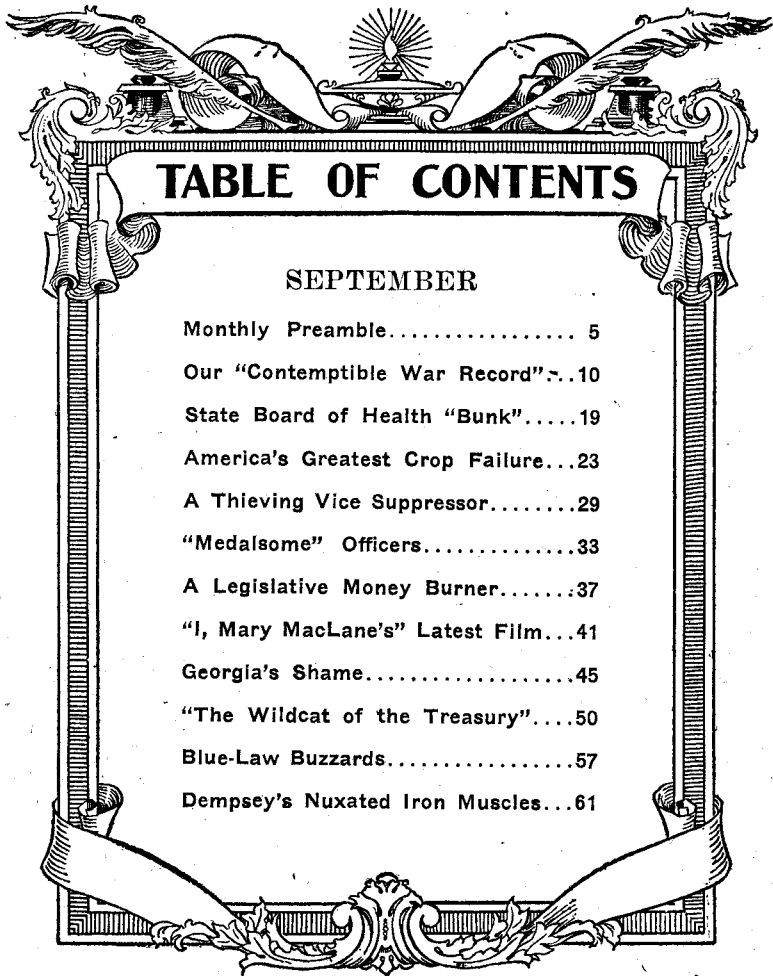 TABLE OF CONTENTS
SEPTEMBER
Monthly Preamble................. 5
Our "Contemptible War Record"...10
State Board of Health "Bunk".....19
America's Greatest Crop Failure...23
A Thieving Vice Suppressor........29
"Medalsome" Officers..............33
A Legislative Money Burner.......37
"I, Mary MacLane's" Latest Film...41
Georgia's Shame...................45
"The Wildcat of the Treasury"....50
Blue-Law Buzzards.................57
Dempsey's Nuxated Iron Muscles...61